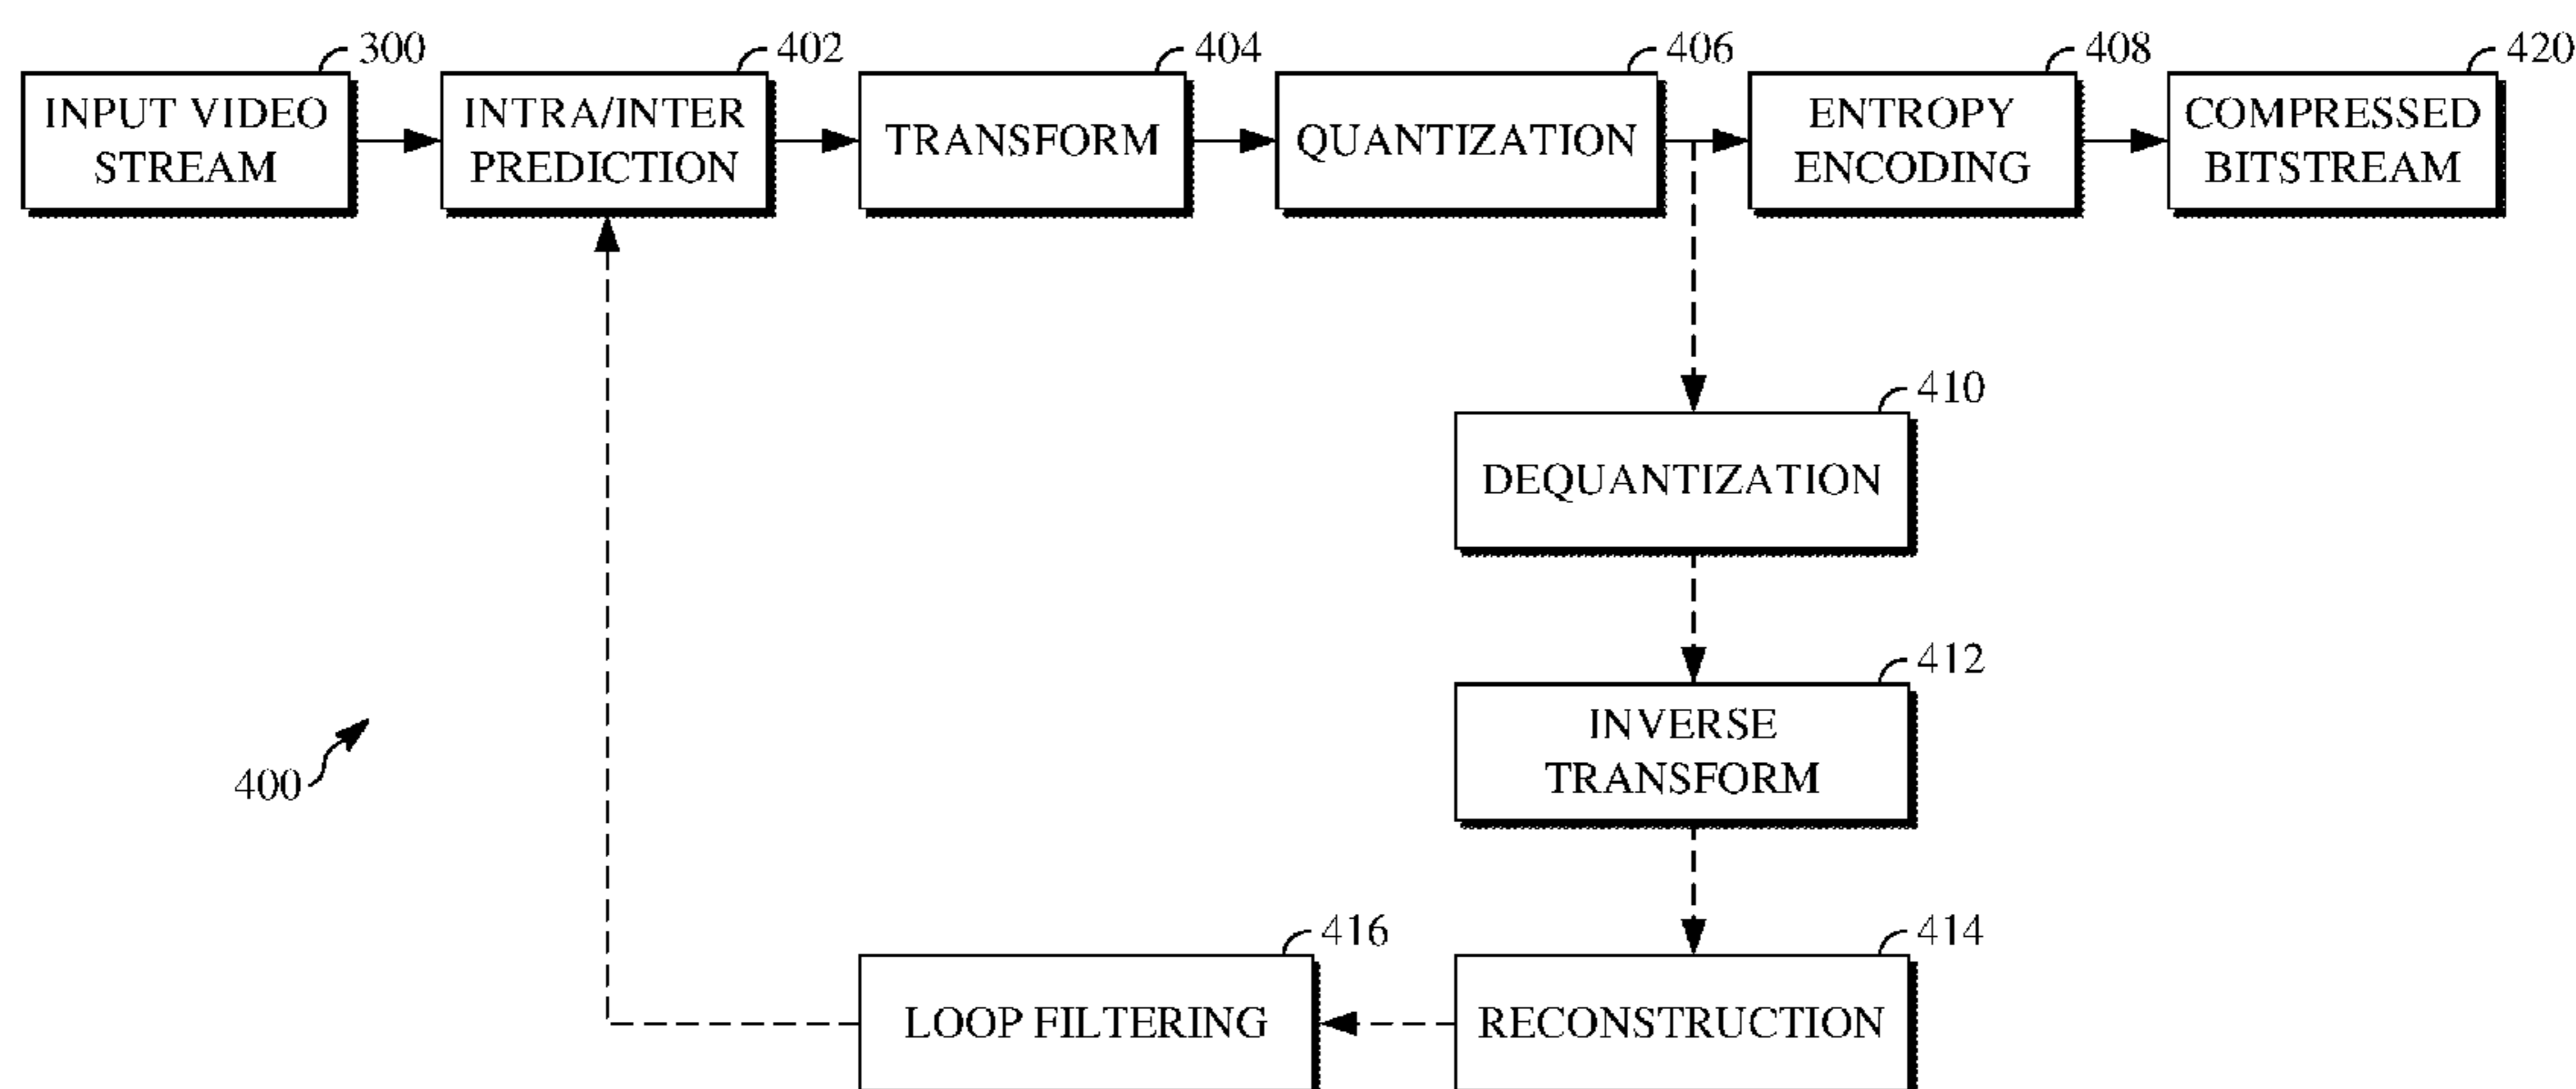 300
402
404
406
408
420
INPUT VIDEO
STREAM
INTRA/INTER
PREDICTION
TRANSFORM
QUANTIZATION
ENTROPY
ENCODING
COMPRESSED
BITSTREAM
410
DEQUANTIZATION
412
INVERSE
TRANSFORM
400
416
414
LOOP FILTERING
RECONSTRUCTION